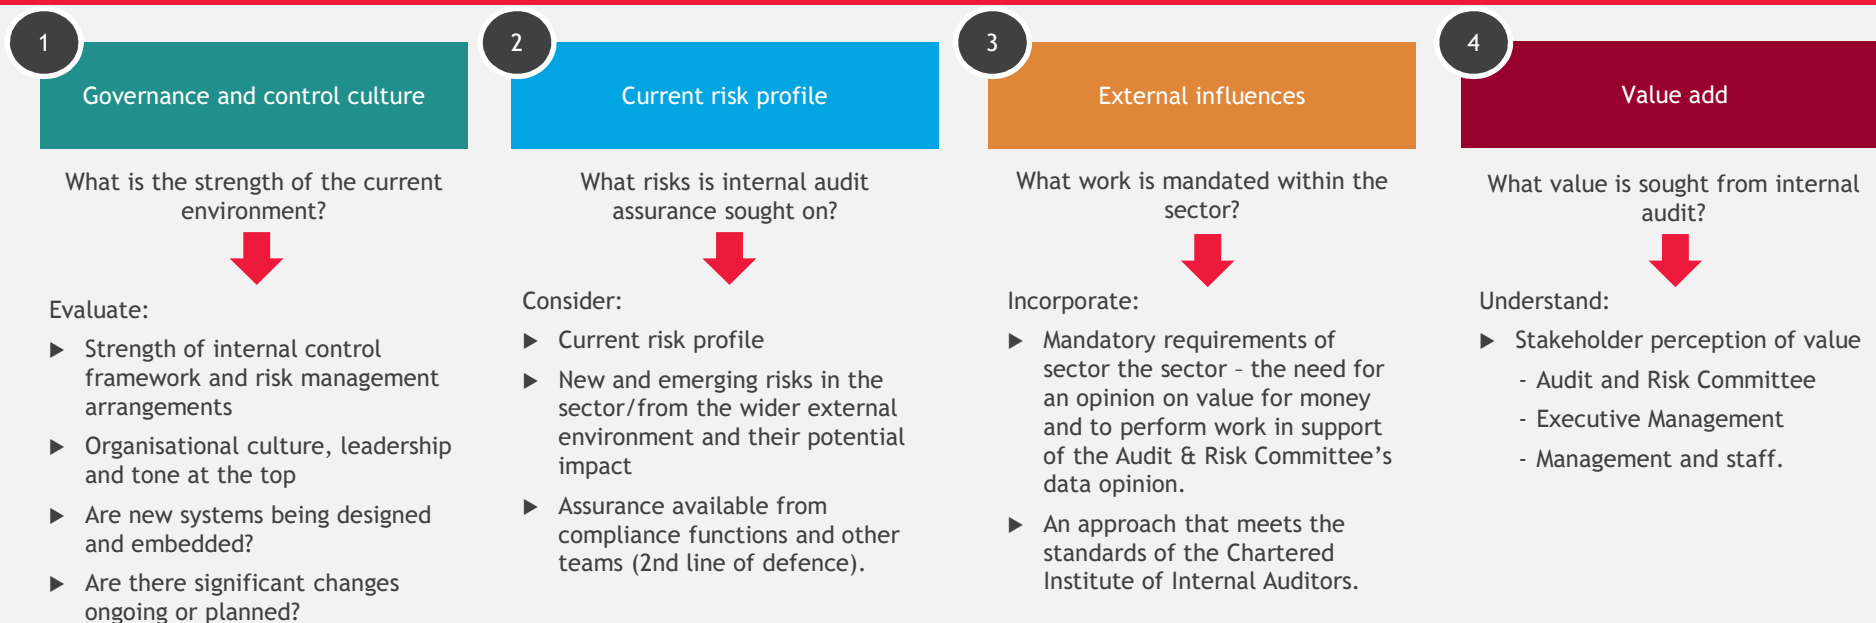 1
Governance and control culture
What is the strength of the current
environment?
Evaluate:
▶ Strength of internal control
framework and risk management
arrangements
▶ Organisational culture, leadership
and tone at the top
▶ Are new systems being designed
and embedded?
▶ Are there significant changes
ongoing or planned?
2
Current risk profile
What risks is internal audit
assurance sought on?
Consider:
▶ Current risk profile
▶ New and emerging risks in the
sector/from the wider external
environment and their potential
impact
▶ Assurance available from
compliance functions and other
teams (2nd line of defence).
3
External influences
What work is mandated within the
sector?
Incorporate:
▶ Mandatory requirements of
sector the sector – the need for
an opinion on value for money
and to perform work in support
of the Audit & Risk Committee’s
data opinion.
▶ An approach that meets the
standards of the Chartered
Institute of Internal Auditors.
4
Value add
What value is sought from internal
audit?
Understand:
▶ Stakeholder perception of value
- Audit and Risk Committee
- Executive Management
- Management and staff.